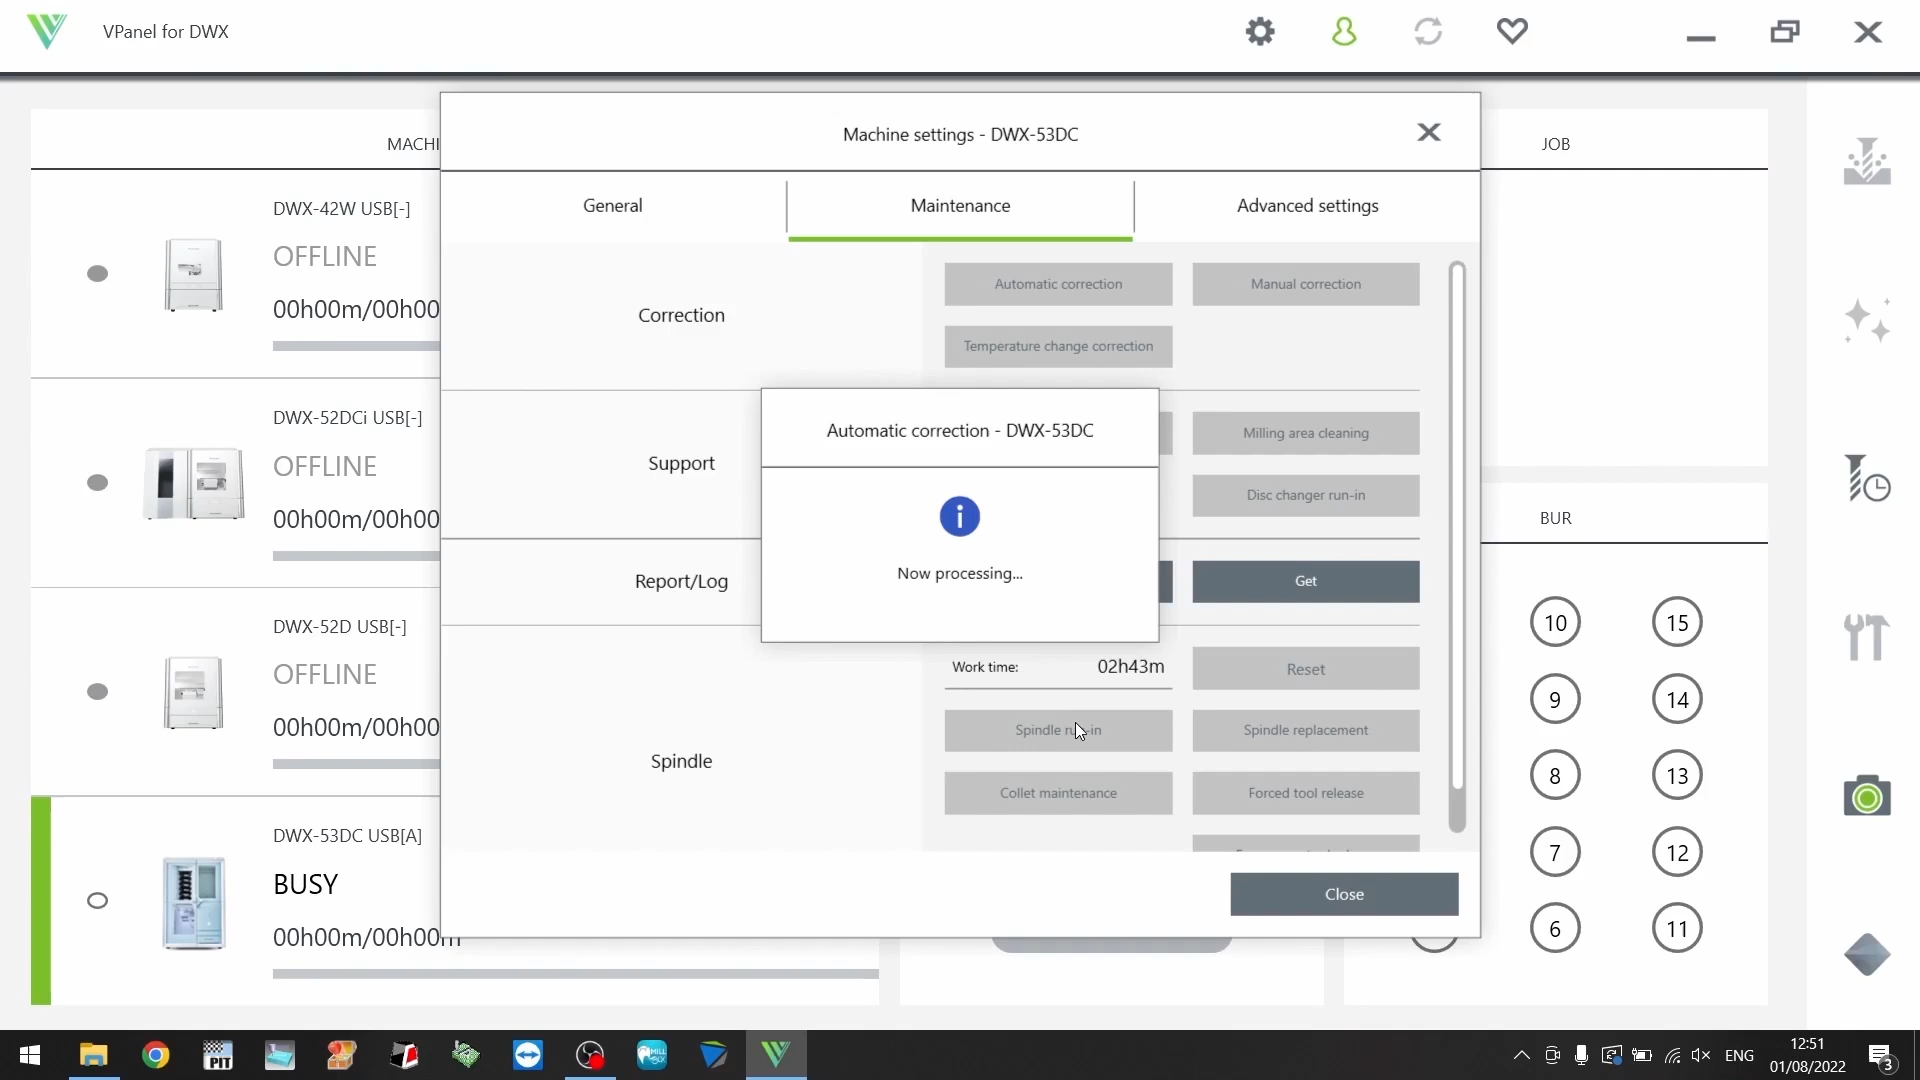 VPanel for DWX
MACHI
JOB
DWX-42W USB[-]
OFFLINE
00h00m/00h00
DWX-52DCi USB[-]
OFFLINE
00h00m/00h00
DWX-52D USB[-]
OFFLINE
00h00m/00h00
DWX-53DC USB[A]
BUSY
00h00m/00h00m
Machine settings - DWX-53DC
General
Maintenance
Advanced settings
Correction
Automatic correction
Manual correction
Temperature change correction
Support
Milling area cleaning
Disc changer run-in
Report/Log
Get
Spindle
Work time:
02h43m
Reset
Spindle run-in
Spindle replacement
Collet maintenance
Forced tool release
Close
Automatic correction - DWX-53DC
i
Now processing...
BUR
10
15
9
14
8
13
7
12
6
11
PIT
MILL BOX
ENG
12:51
01/08/2022
3